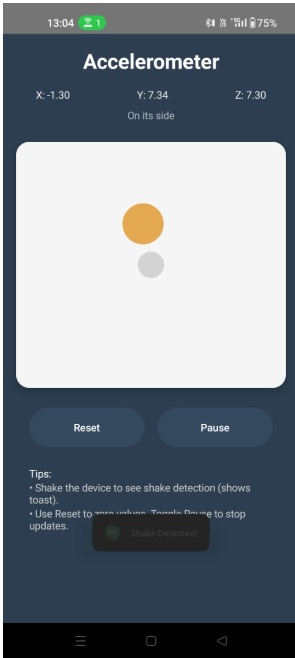 13:04 1 75%
Accelerometer
X: -1.30 Y: 7.34 Z: 7.30
On its side
Reset Pause
Tips:
• Shake the device to see shake detection (shows
toast).
• Use Reset to zero values. Toggle Pause to stop
updates.
Shake Detected!